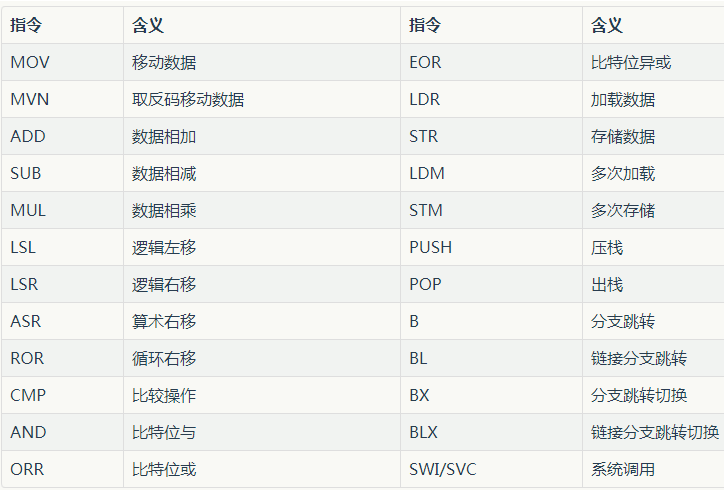 指令 含义 指令 含义
MOV 移动数据 EOR 比特位异或
MVN 取反码移动数据 LDR 加载数据
ADD 数据相加 STR 存储数据
SUB 数据相减 LDM 多次加载
MUL 数据相乘 STM 多次存储
LSL 逻辑左移 PUSH 压栈
LSR 逻辑右移 POP 出栈
ASR 算术右移 B 分支跳转
ROR 循环右移 BL 链接分支跳转
CMP 比较操作 BX 分支跳转切换
AND 比特位与 BLX 链接分支跳转切换
ORR 比特位或 SWI/SVC 系统调用